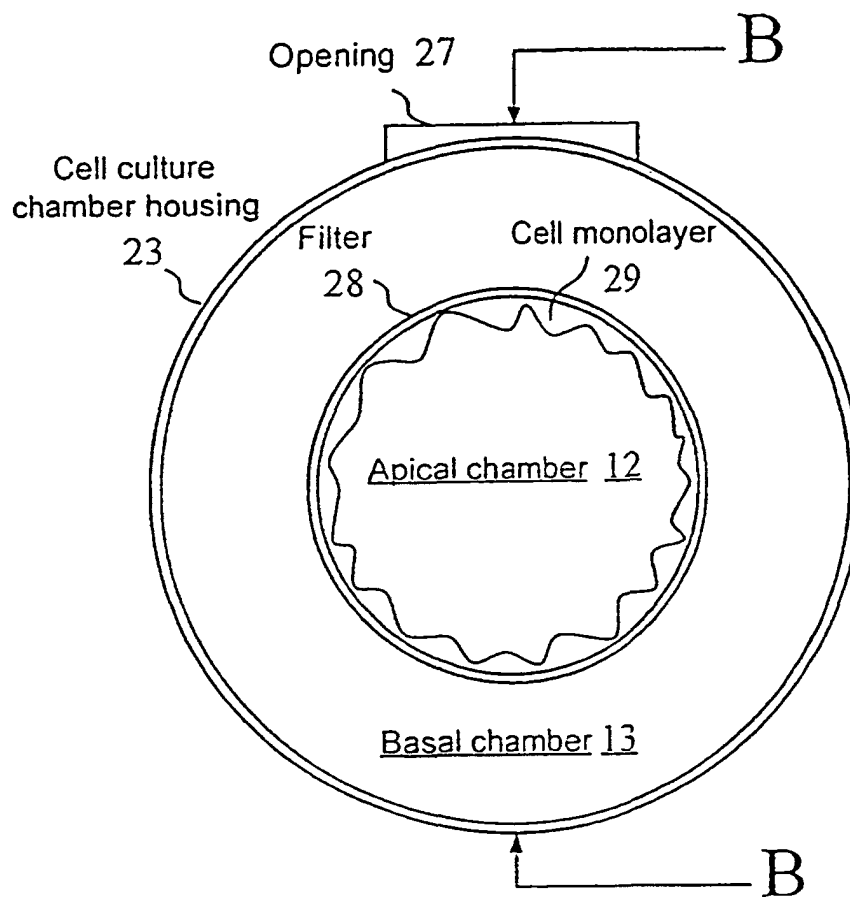 B
Opening 27
Cell culture
chamber housing
23
Filter
28
Cell monolayer
29
Apical chamber 12
Basal chamber 13
B